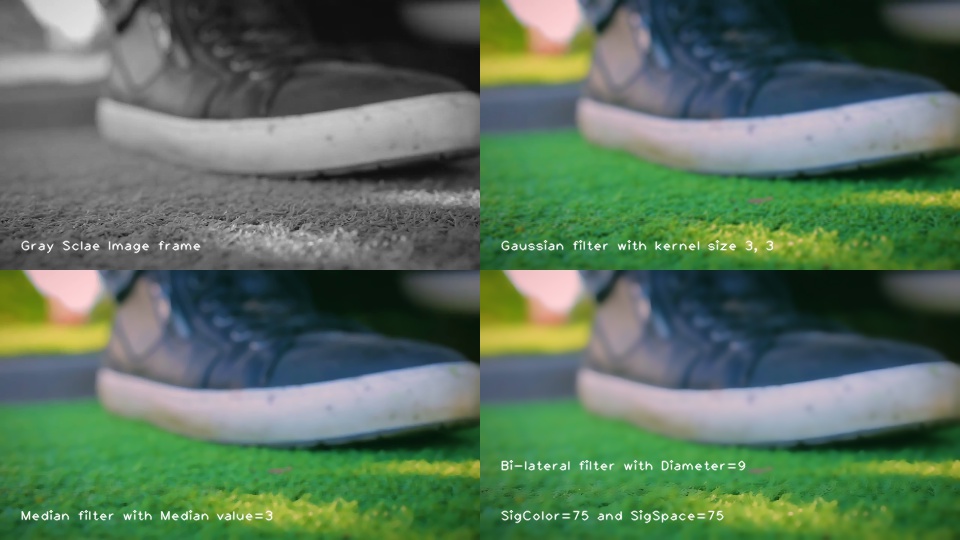 Gray Sclae Image frame
Gaussian filter with kernel size 3, 3
Median filter with Median value=3
Bi-lateral filter with Diameter=9
SigColor=75 and SigSpace=75